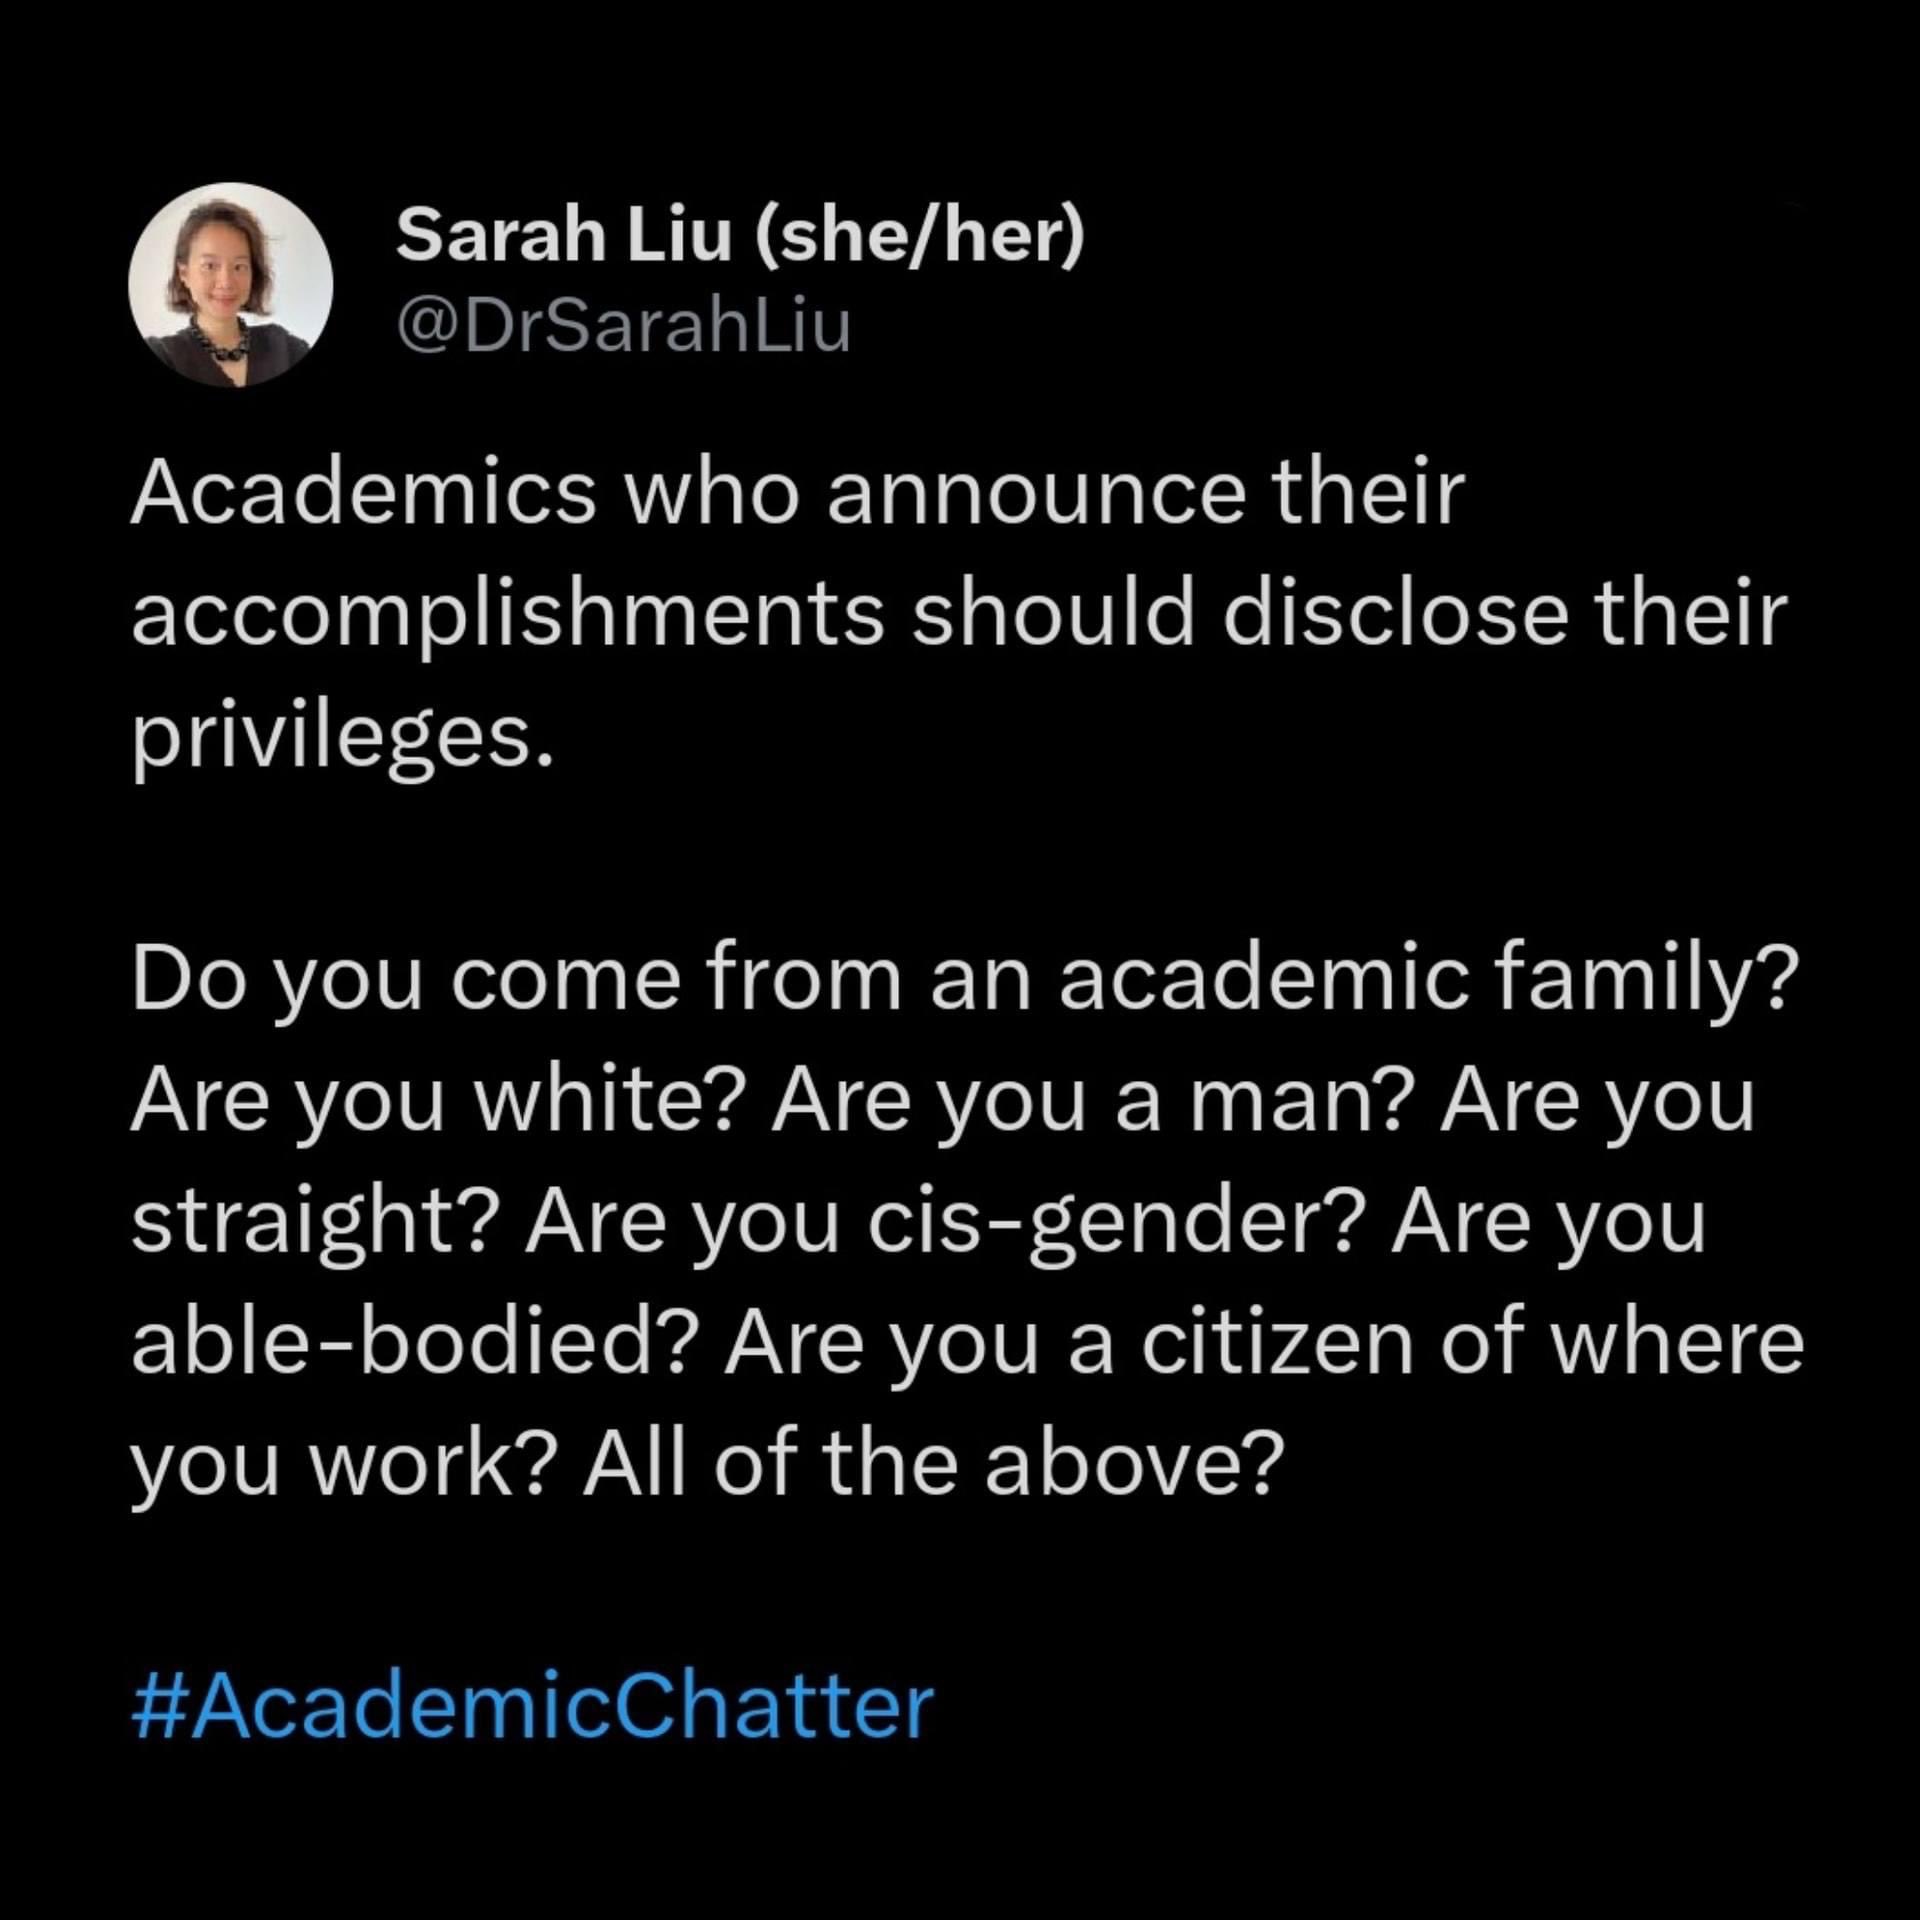 Sarah Liu (she/her)
@DrSarahLiu
Academics who announce their
accomplishments should disclose their
privileges.
Do you come from an academic family?
Are you white? Are you a man? Are you
straight? Are you cis-gender? Are you
able-bodied? Are you a citizen of where
you work? All of the above?
#AcademicChatter